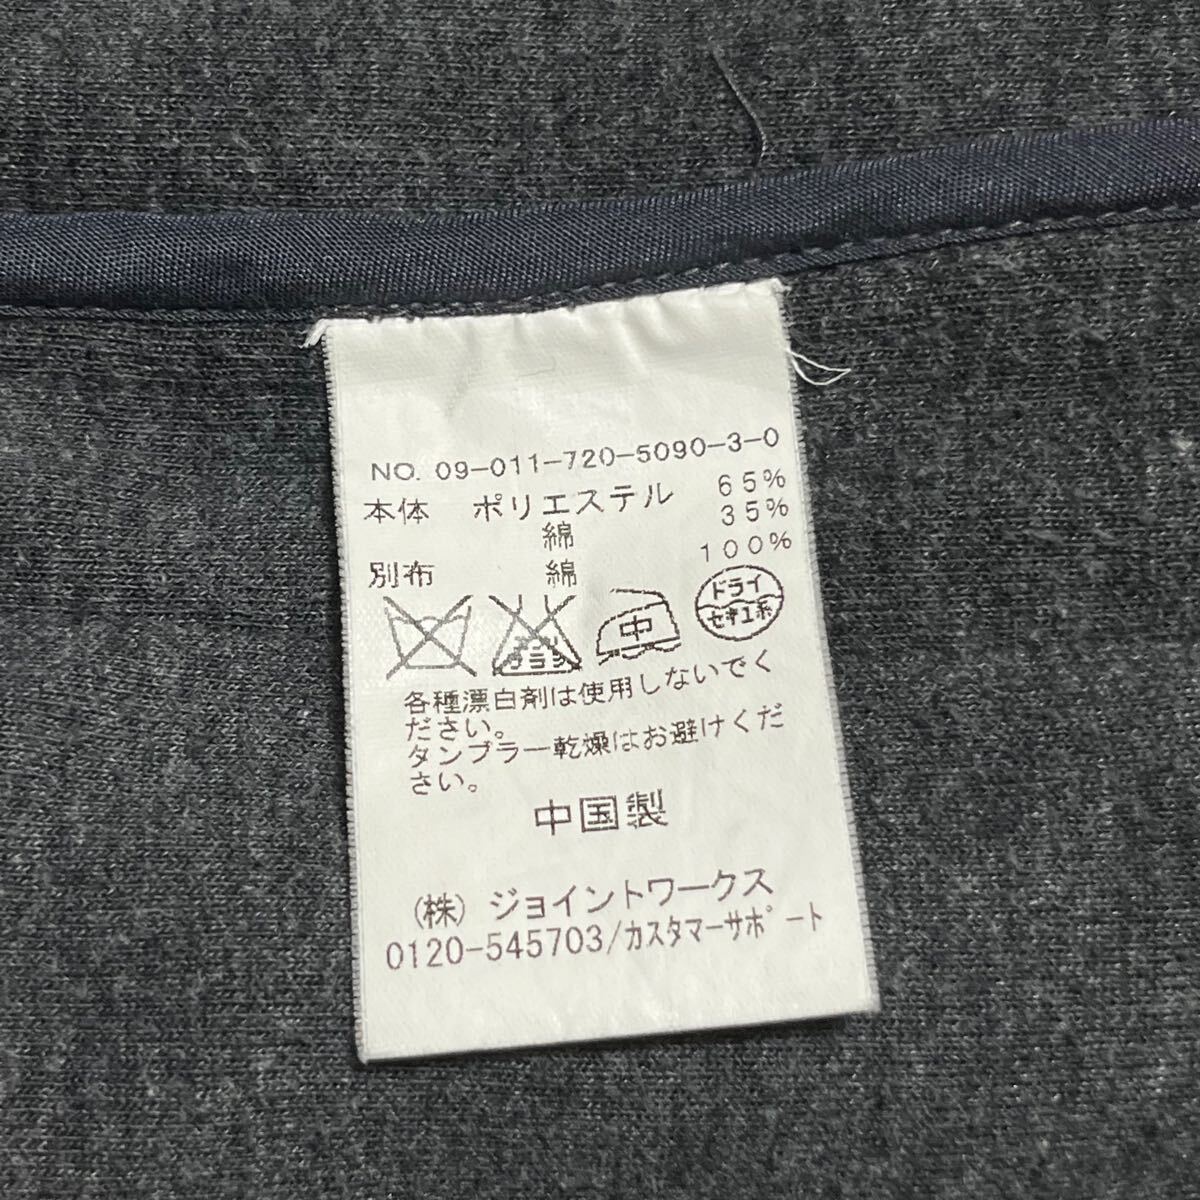 NO. 09-011-720-5090-3-0
本体 ポリエステル 65%
綿 35%
別布 綿 100%
中 ドライ
セキユ系
各種漂白剤は使用しないでく
ださい。
タンブラー乾燥はお避けくだ
さい。
中国製
(株) ジョイントワークス
0120-545703/カスタマーサポート